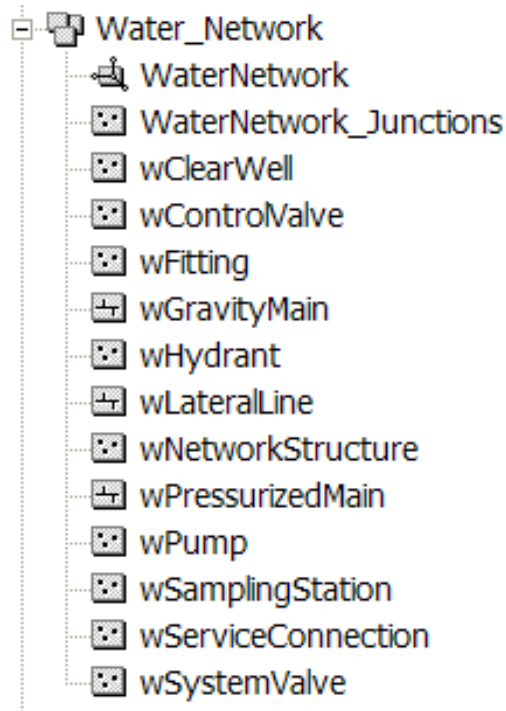 Water_Network
WaterNetwork
WaterNetwork_Junctions
wClearWell
wControlValve
wFitting
wGravityMain
wHydrant
wLateralLine
wNetworkStructure
wPressurizedMain
wPump
wSamplingStation
wServiceConnection
wSystemValve